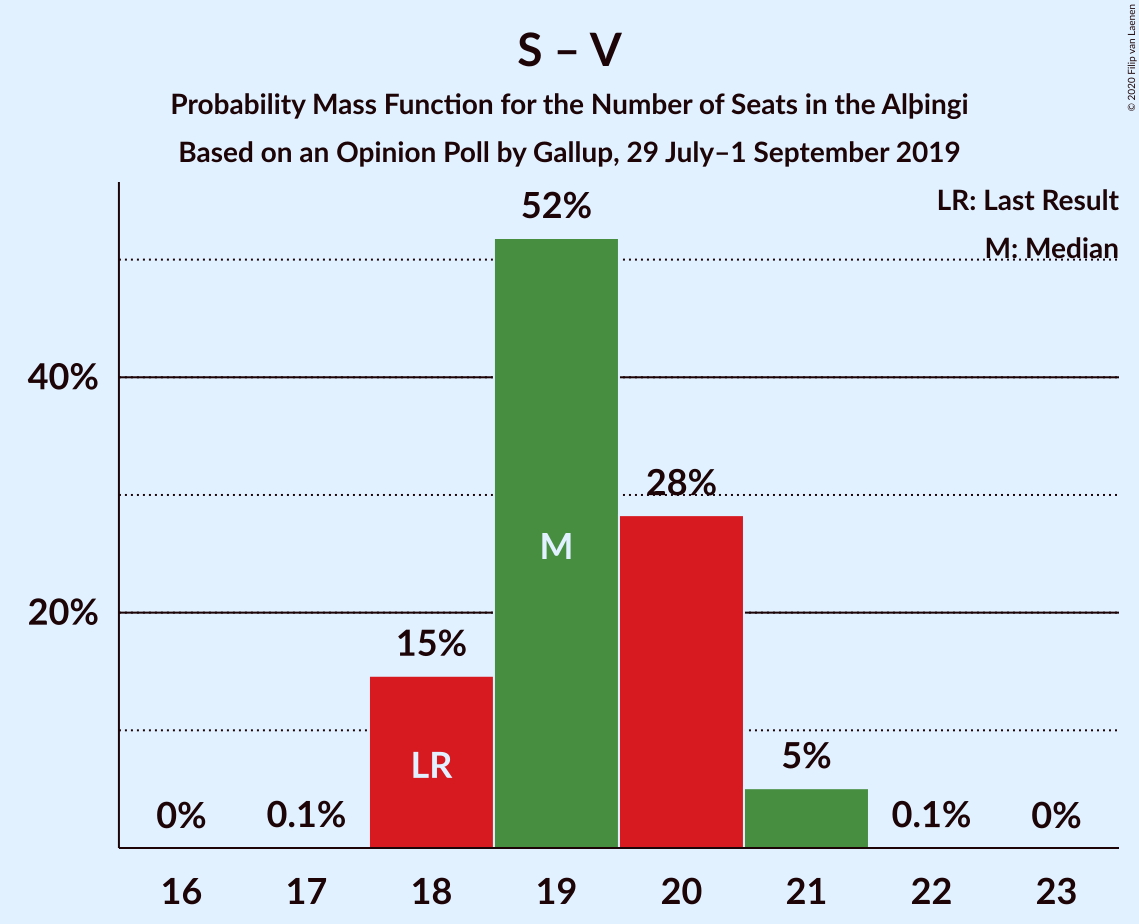 S – V
Probability Mass Function for the Number of Seats in the Alþingi
Based on an Opinion Poll by Gallup, 29 July–1 September 2019
© 2020 Filip van Laenen
LR: Last Result
M: Median
52%
40%
28%
M
20%
15%
LR
5%
0% 0.1% 0.1% 0%
16 17 18 19 20 21 22 23